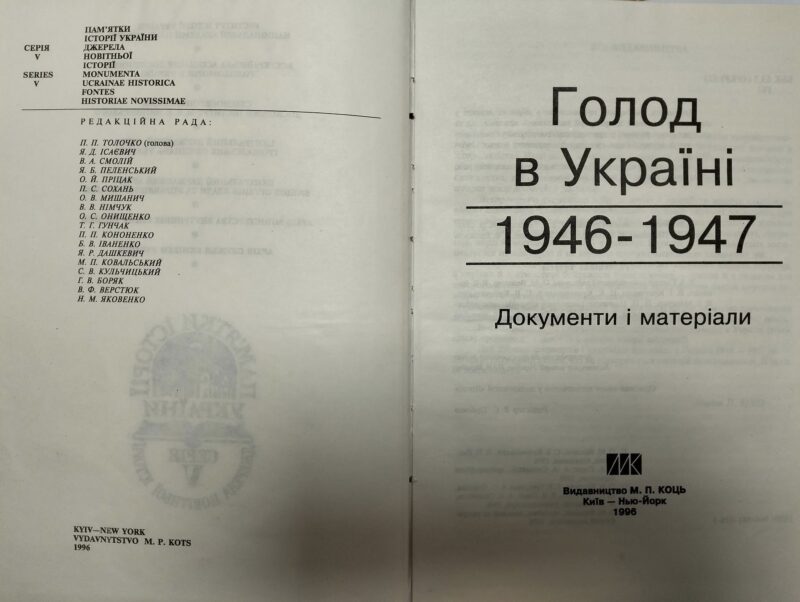 ПАМ'ЯТКИ
ІСТОРІЇ УКРАЇНИ
СЕРІЯ ДЖЕРЕЛА
V НОВІТНЬОЇ
ІСТОРІЇ
SERIES MONUMENTA
V UCRAINAE HISTORICA
FONTES
HISTORIAE NOVISSIMAE
РЕДАКЦІЙНА РАДА:
П. П. ТОЛОЧКО (голова)
Я. Д. ІСАЄВИЧ
В. А. СМОЛІЙ
Я. Б. ПЕЛЕНСЬКИЙ
О. Й. ПРІЦАК
П. С. СОХАНЬ
О. В. МИШАНИЧ
В. В. НІМЧУК
О. С. ОНИЩЕНКО
Т. Г. ГУНЧАК
П. П. КОНОНЕНКО
Б. В. ІВАНЕНКО
Я. Р. ДАШКЕВИЧ
М. П. КОВАЛЬСЬКИЙ
С. В. КУЛЬЧИЦЬКИЙ
Г. В. БОРЯК
В. Ф. ВЕРСТЮК
Н. М. ЯКОВЕНКО
KYIV—NEW YORK
VYDAVNYTSTVO M. P. KOTS
1996
Голод
в Україні
1946-1947
Документи і матеріали
Видавництво М. П. КОЦЬ
Київ — Нью-Йорк
1996